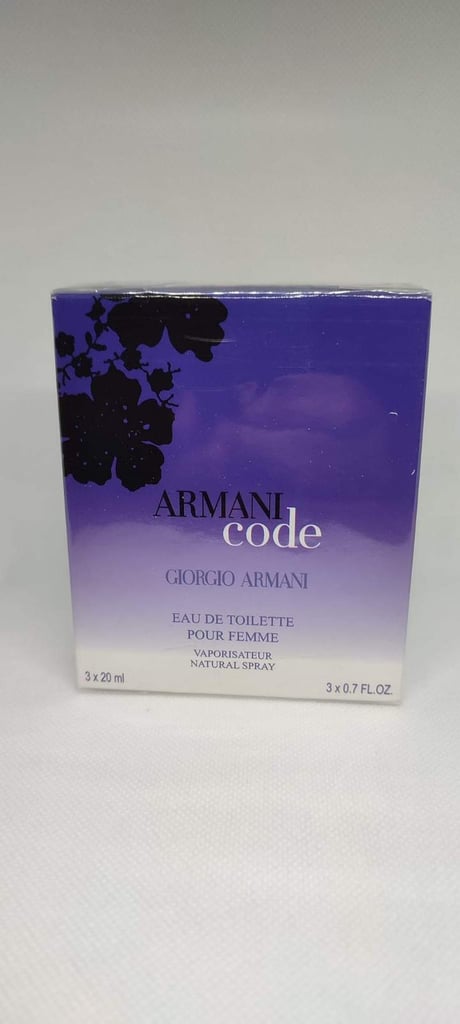 ARMANI
code
GIORGIO ARMANI
EAU DE TOILETTE
POUR FEMME
VAPORISATEUR
NATURAL SPRAY
3 x 20 ml
3 x 0.7 FL.OZ.